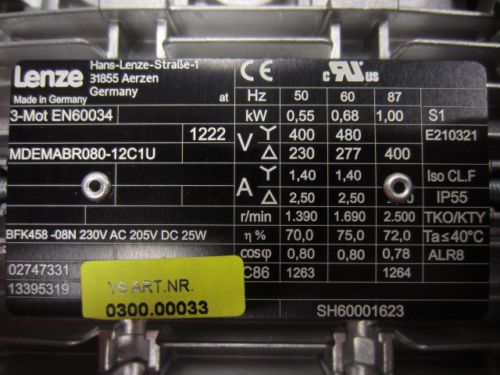 Lenze
Hans-Lenze-Straße-1
31855 Aerzen
Germany
Made in Germany
at
Hz 50 60 87
3-Mot EN60034
kW 0,55 0,68 1,00 S1
1222
V Y 400 480 E210321
MDEMABR080-12C1U
Δ 230 277 400
A Y 1,40 1,40 Iso CL.F
Δ 2,50 2,50 IP55
r/min 1.390 1.690 2.500 TKO/KTY
BFK458 -08N 230V AC 205V DC 25W
η % 70,0 75,0 72,0 Ta≤40°C
cosφ 0,80 0,80 0,78 ALR8
02747331
C86 1263 1264
13395319
YS ART.NR.
0300.00033
SH60001623
CE
c RU us